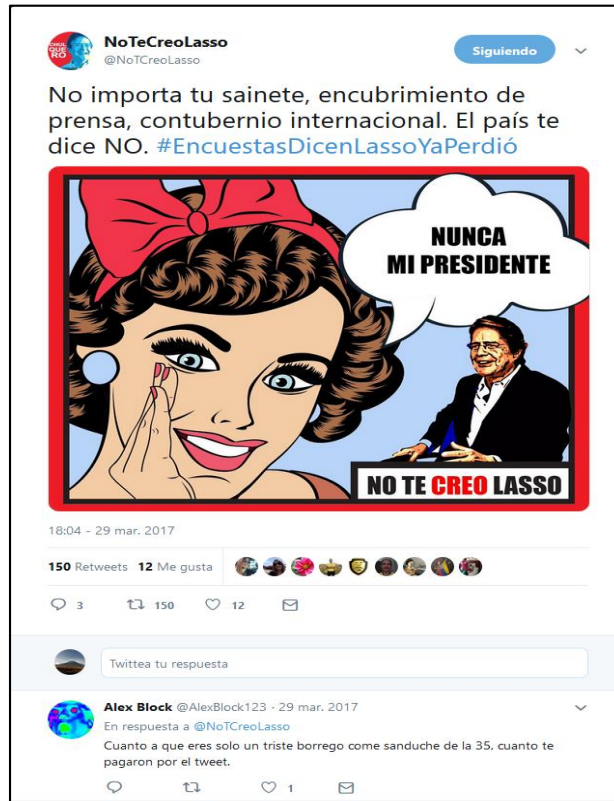 CHUL
QUE
RO
NoTeCreoLasso
@NoTCreoLasso
Siguiendo
No importa tu sainete, encubrimiento de
prensa, contubernio internacional. El país te
dice NO. #EncuestasDicenLassoYaPerdió
NUNCA
MI PRESIDENTE
NO TE CREO LASSO
18:04 - 29 mar. 2017
150 Retweets 12 Me gusta
3 150 12
Twittea tu respuesta
Alex Block @AlexBlock123 - 29 mar. 2017
En respuesta a @NoTCreoLasso
Cuanto a que eres solo un triste borrego come sanduche de la 35, cuanto te
pagaron por el tweet.
1